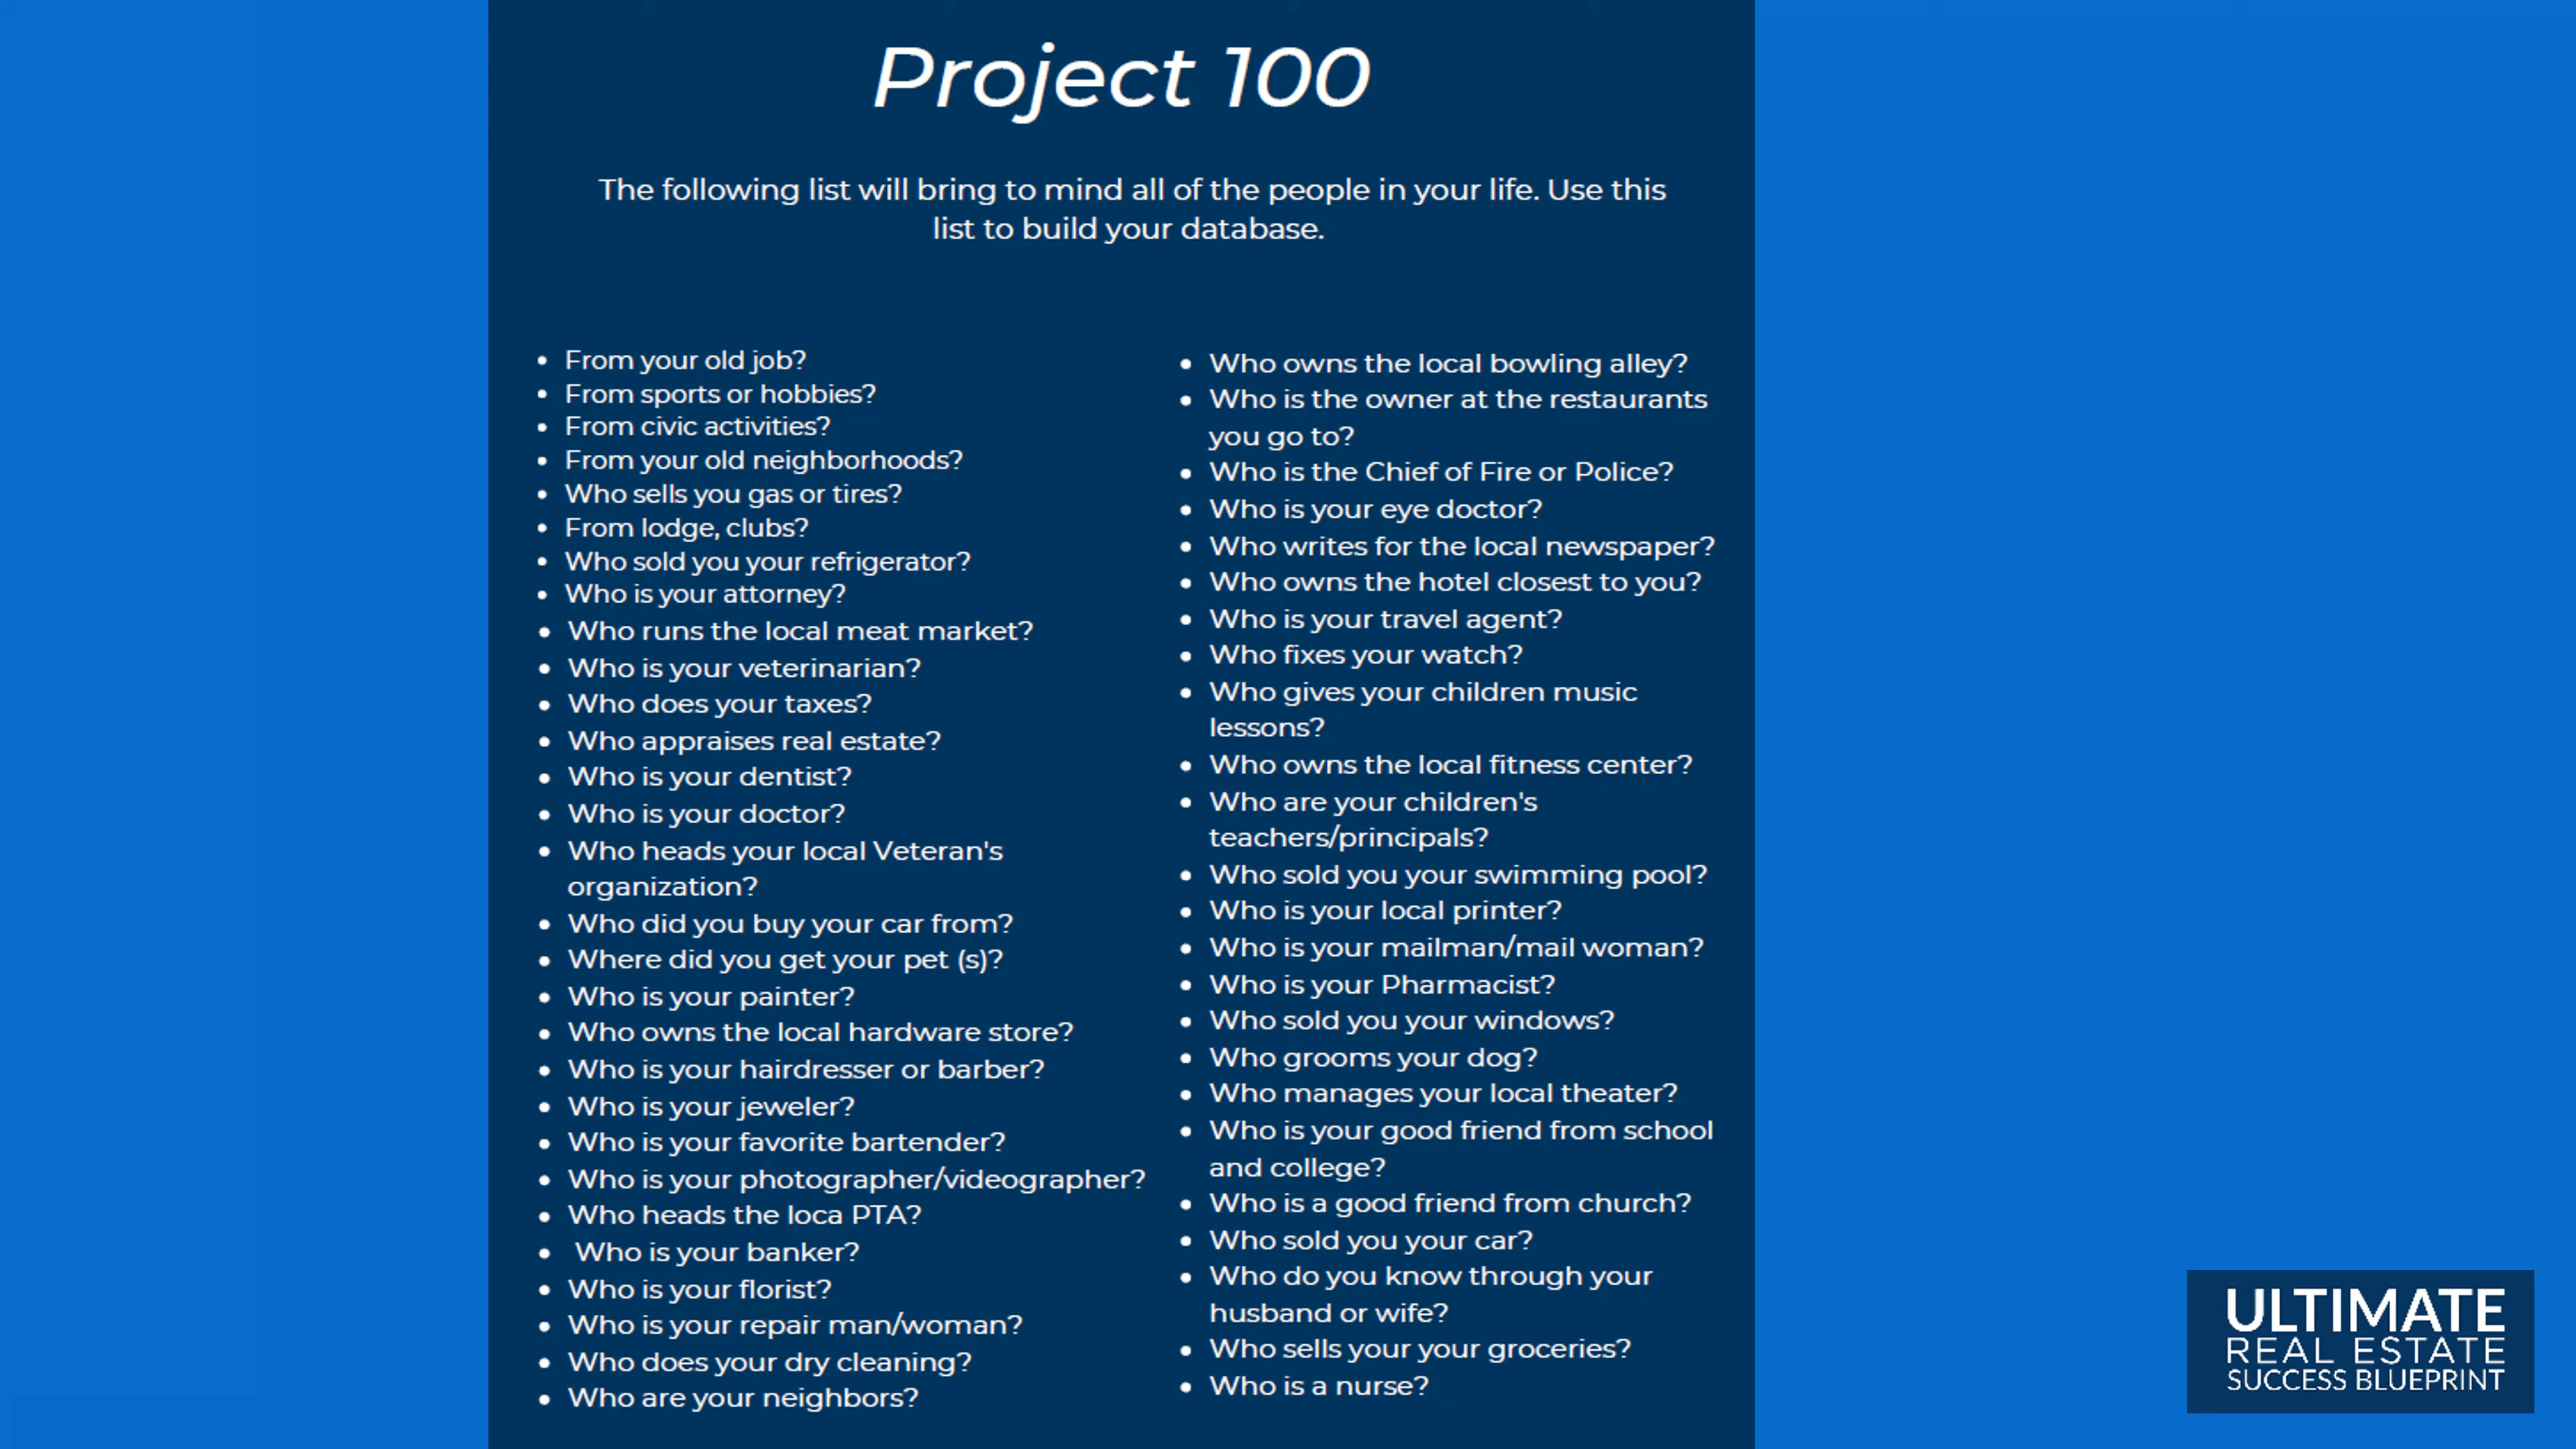 Project 100
The following list will bring to mind all of the people in your life. Use this
list to build your database.
• From your old job?
• From sports or hobbies?
• From civic activities?
• From your old neighborhoods?
• Who sells you gas or tires?
• From lodge, clubs?
• Who sold you your refrigerator?
• Who is your attorney?
• Who runs the local meat market?
• Who is your veterinarian?
• Who does your taxes?
• Who appraises real estate?
• Who is your dentist?
• Who is your doctor?
• Who heads your local Veteran's
organization?
• Who did you buy your car from?
• Where did you get your pet (s)?
• Who is your painter?
• Who owns the local hardware store?
• Who is your hairdresser or barber?
• Who is your jeweler?
• Who is your favorite bartender?
• Who is your photographer/videographer?
• Who heads the loca PTA?
• Who is your banker?
• Who is your florist?
• Who is your repair man/woman?
• Who does your dry cleaning?
• Who are your neighbors?
• Who owns the local bowling alley?
• Who is the owner at the restaurants
you go to?
• Who is the Chief of Fire or Police?
• Who is your eye doctor?
• Who writes for the local newspaper?
• Who owns the hotel closest to you?
• Who is your travel agent?
• Who fixes your watch?
• Who gives your children music
lessons?
• Who owns the local fitness center?
• Who are your children's
teachers/principals?
• Who sold you your swimming pool?
• Who is your local printer?
• Who is your mailman/mail woman?
• Who is your Pharmacist?
• Who sold you your windows?
• Who grooms your dog?
• Who manages your local theater?
• Who is your good friend from school
and college?
• Who is a good friend from church?
• Who sold you your car?
• Who do you know through your
husband or wife?
• Who sells your your groceries?
• Who is a nurse?
ULTIMATE
REAL ESTATE
SUCCESS BLUEPRINT